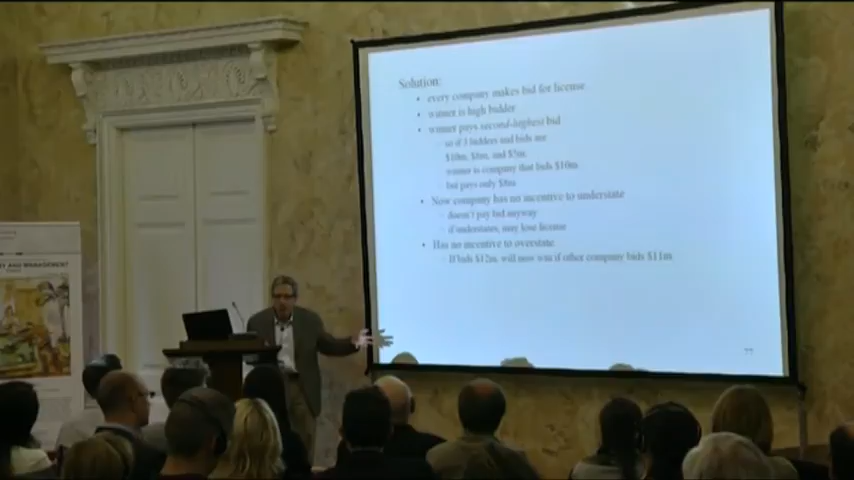 Y AND MANAGEMENT
Solution:
• every company makes bid for license
• winner is high bidder
• winner pays second-highest bid
– so if 3 bidders and bids are
$10m, $8m, and $5m,
winner is company that bids $10m
– but pays only $8m
• Now company has no incentive to understate
– doesn't pay bid anyway
– if understates, may lose license
• Has no incentive to overstate
– If bids $12m, will now win if other company bids $11m